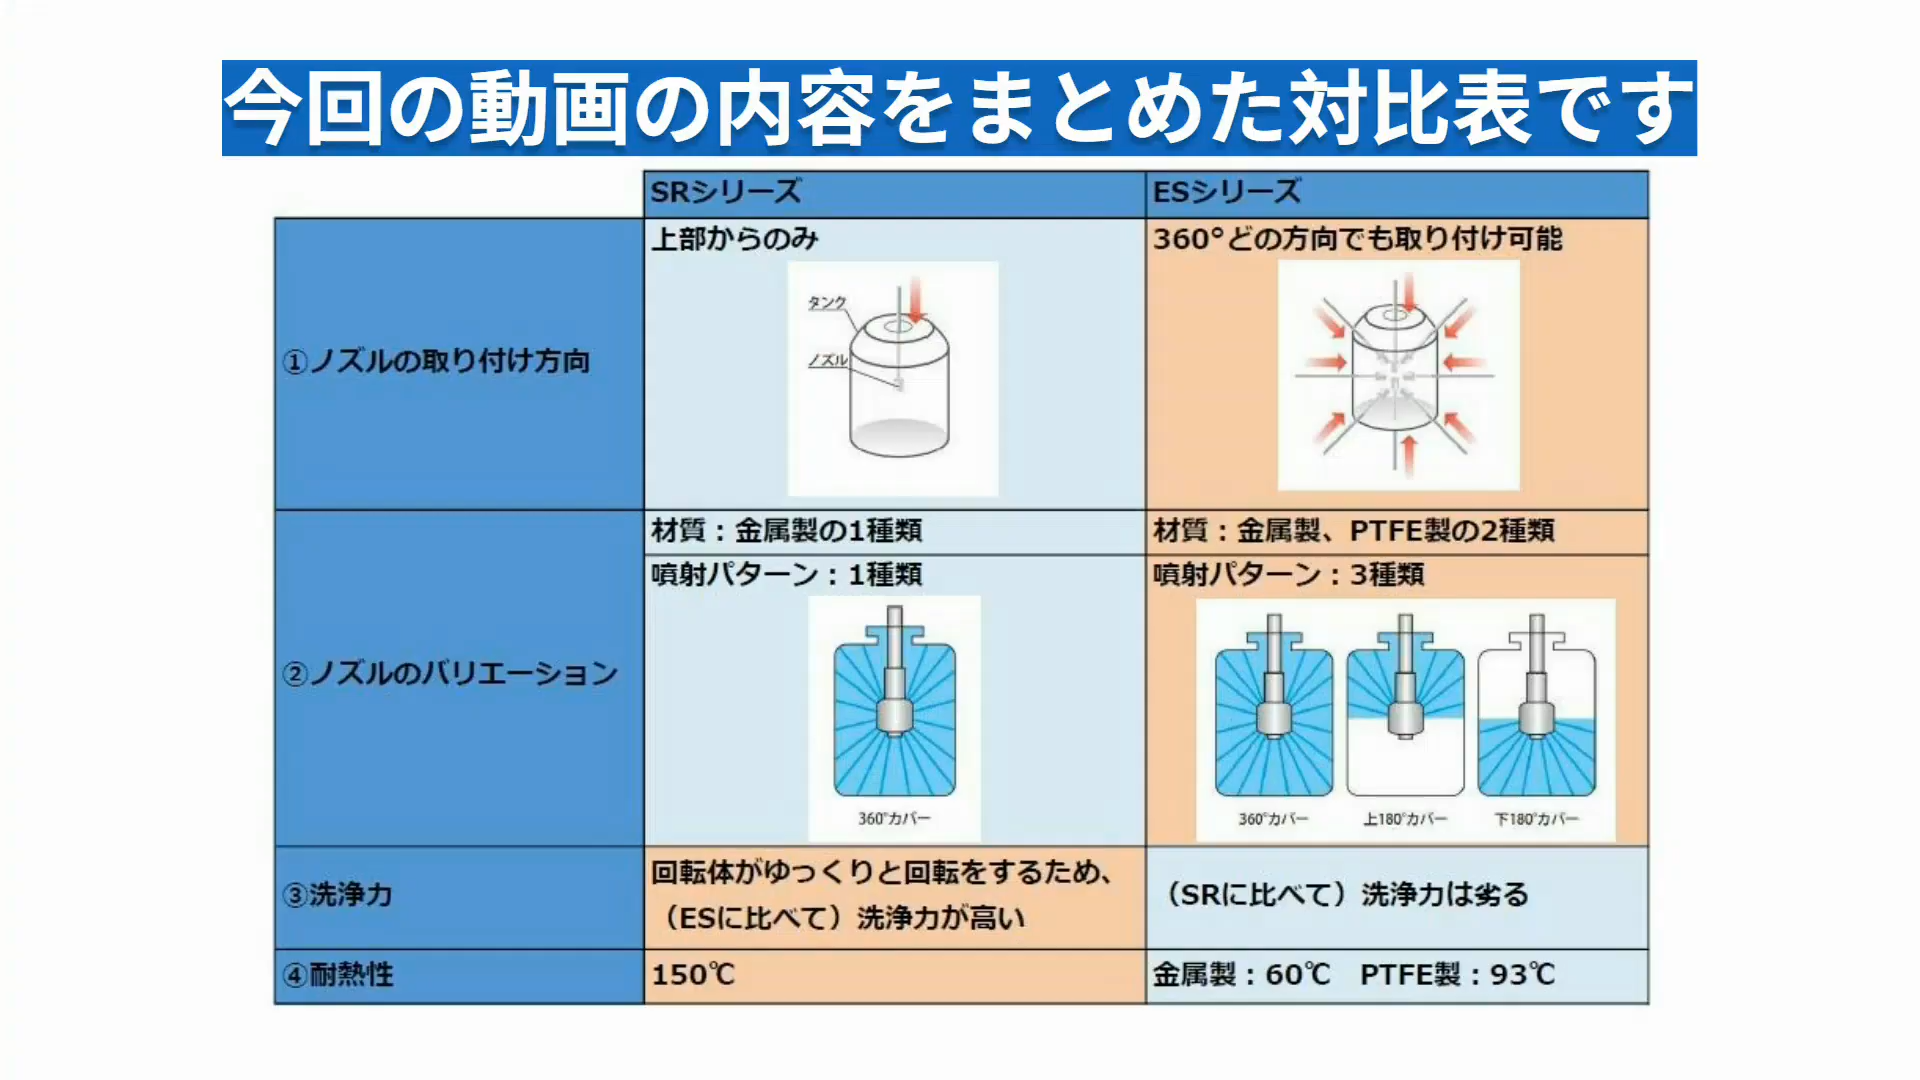 今回の動画の内容をまとめた対比表です
SRシリーズ
ESシリーズ
①ノズルの取り付け方向
上部からのみ
タンク
ノズル
360°どの方向でも取り付け可能
②ノズルのバリエーション
材質：金属製の1種類
材質：金属製、PTFE製の2種類
噴射パターン：1種類
360°カバー
噴射パターン：3種類
360°カバー
上180°カバー
下180°カバー
③洗浄力
回転体がゆっくりと回転をするため、
（ESに比べて）洗浄力が高い
（SRに比べて）洗浄力は劣る
④耐熱性
150℃
金属製：60℃　PTFE製：93℃